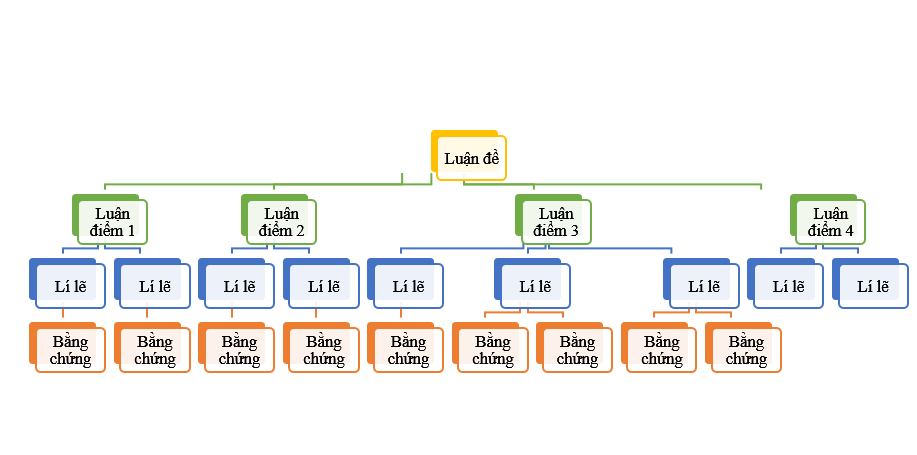 Luận đề
Luận
điểm 1
Luận
điểm 2
Luận
điểm 3
Luận
điểm 4
Lí lẽ
Lí lẽ
Lí lẽ
Lí lẽ
Lí lẽ
Lí lẽ
Lí lẽ
Lí lẽ
Lí lẽ
Bằng
chứng
Bằng
chứng
Bằng
chứng
Bằng
chứng
Bằng
chứng
Bằng
chứng
Bằng
chứng
Bằng
chứng
Bằng
chứng